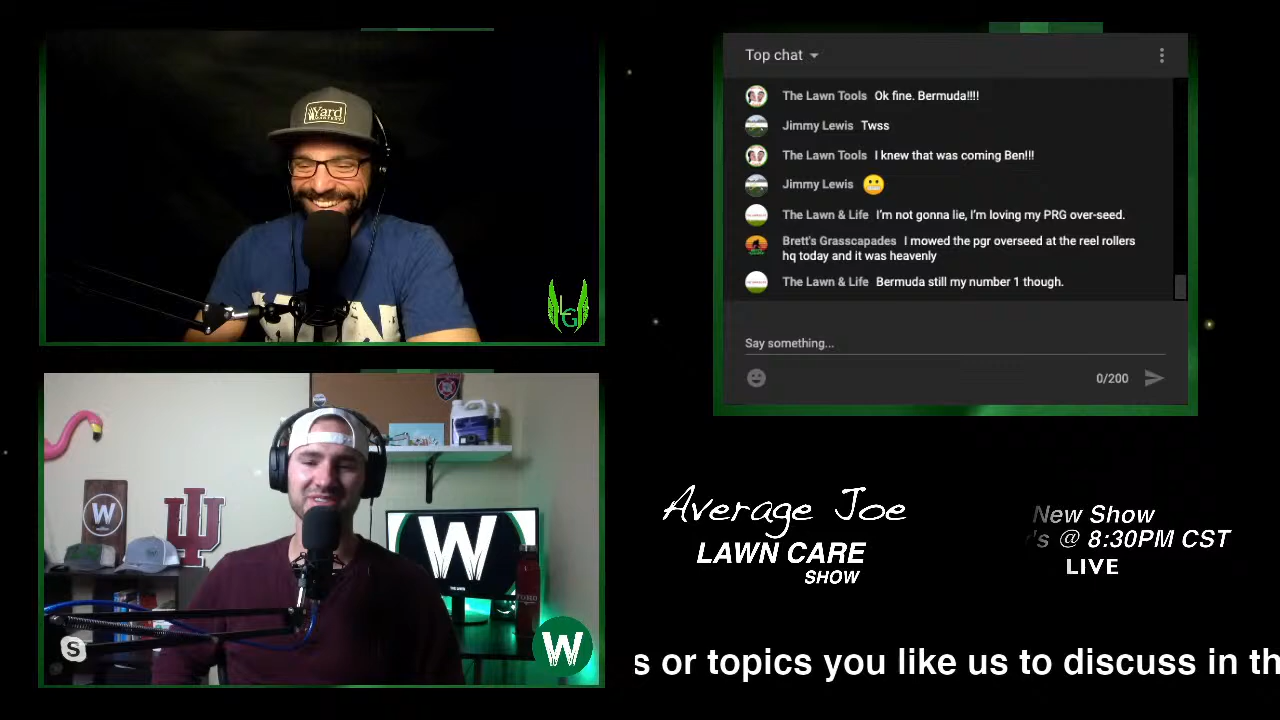 Yard
LG
W
W
W
S
Top chat
The Lawn Tools Ok fine. Bermuda!!!!
Jimmy Lewis Twss
The Lawn Tools I knew that was coming Ben!!!
Jimmy Lewis
The Lawn & Life I'm not gonna lie, I'm loving my PRG over-seed.
Brett's Grasscapades I mowed the pgr overseed at the reel rollers
hq today and it was heavenly
The Lawn & Life Bermuda still my number 1 though.
Say something...
0/200
Average Joe
LAWN CARE
SHOW
New Show
's @ 8:30PM CST
LIVE
s or topics you like us to discuss in th